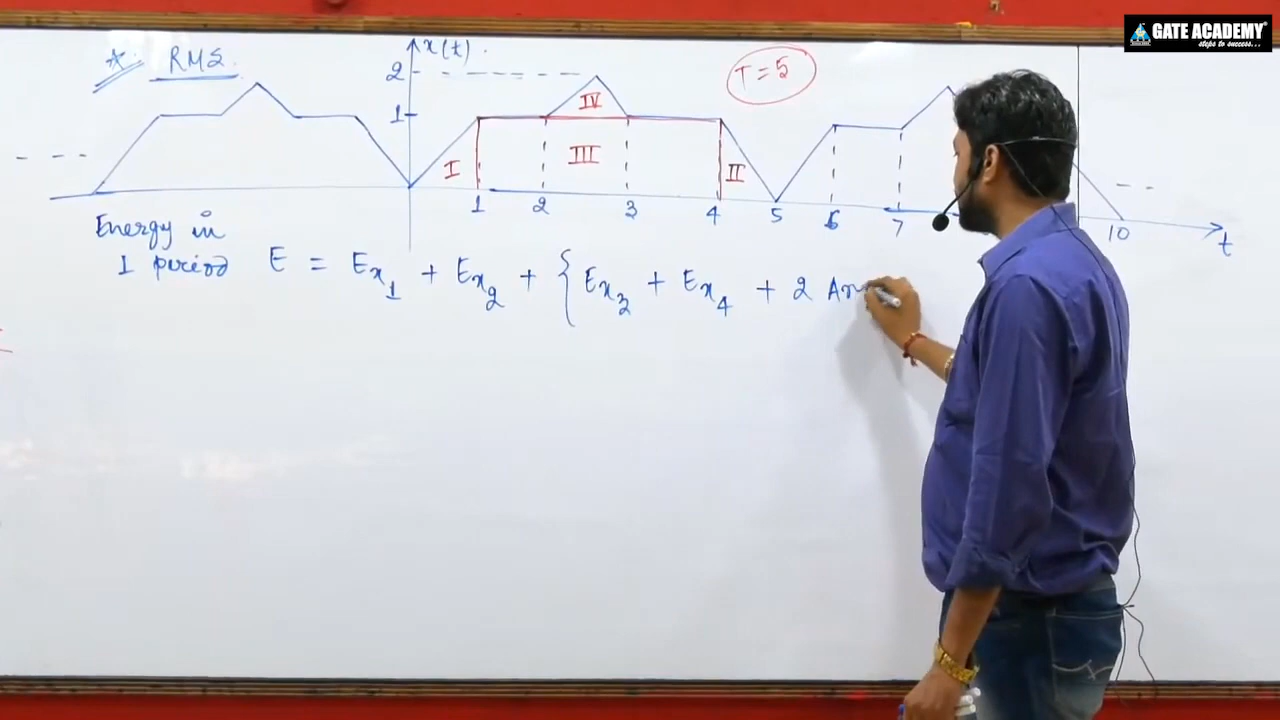 GATE ACADEMY
steps to success...
* RMS
x(t).
T = 5
2
1
I
II
III
IV
1 2 3 4 5 6 7 10
t
Energy in
1 period E = Ex1 + Ex2 + { Ex3 + Ex4 + 2 Ar